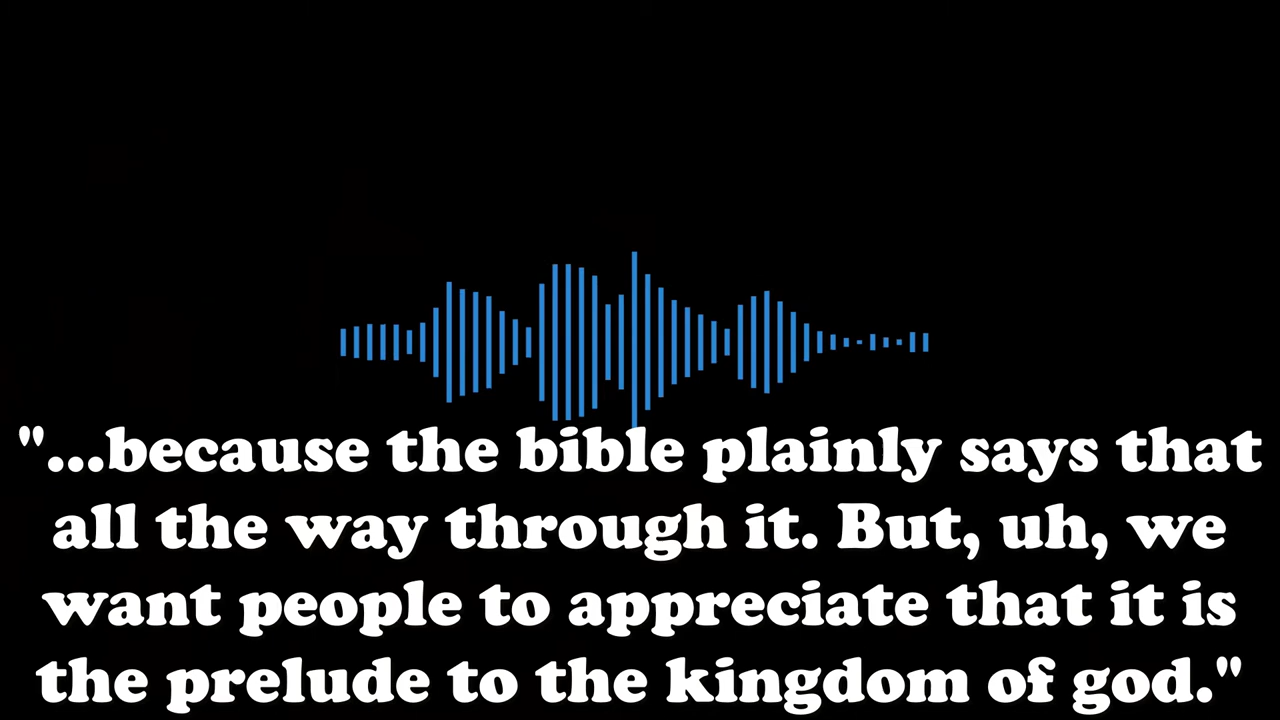 "...because the bible plainly says that
all the way through it. But, uh, we
want people to appreciate that it is
the prelude to the kingdom of god."